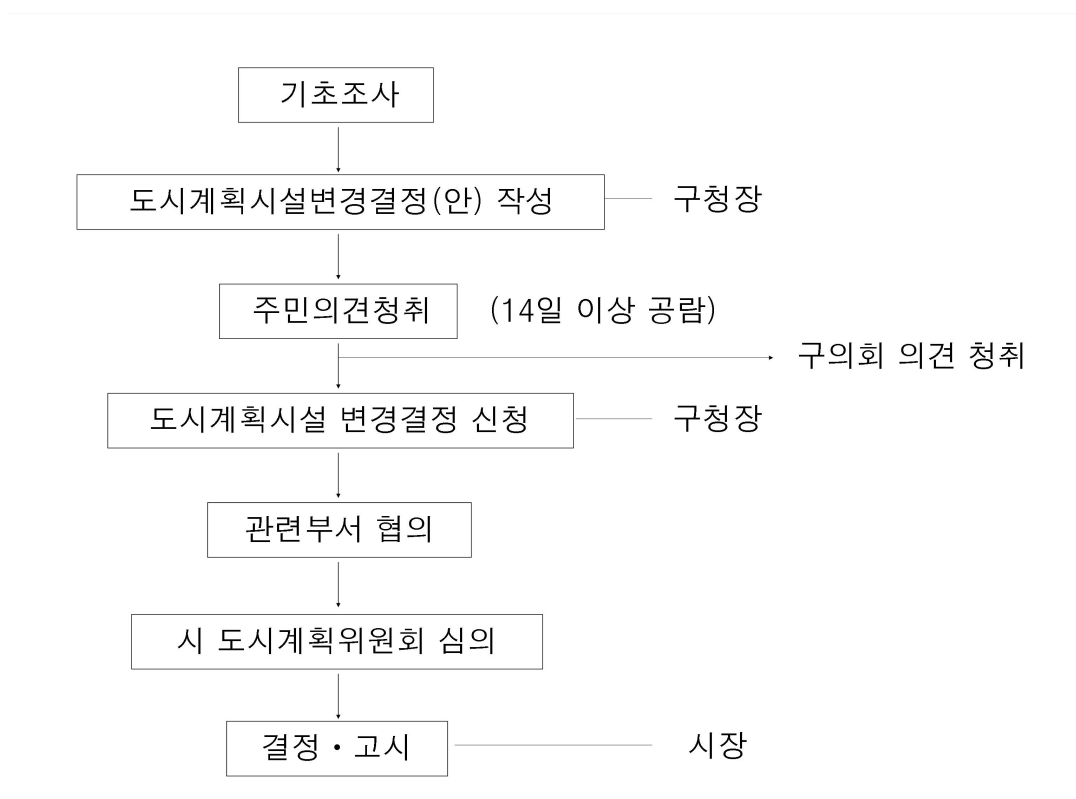 기초조사
도시계획시설변경결정(안) 작성 구청장
주민의견청취 (14일 이상 공람)
구의회 의견 청취
도시계획시설 변경결정 신청 구청장
관련부서 협의
시 도시계획위원회 심의
결정·고시 시장